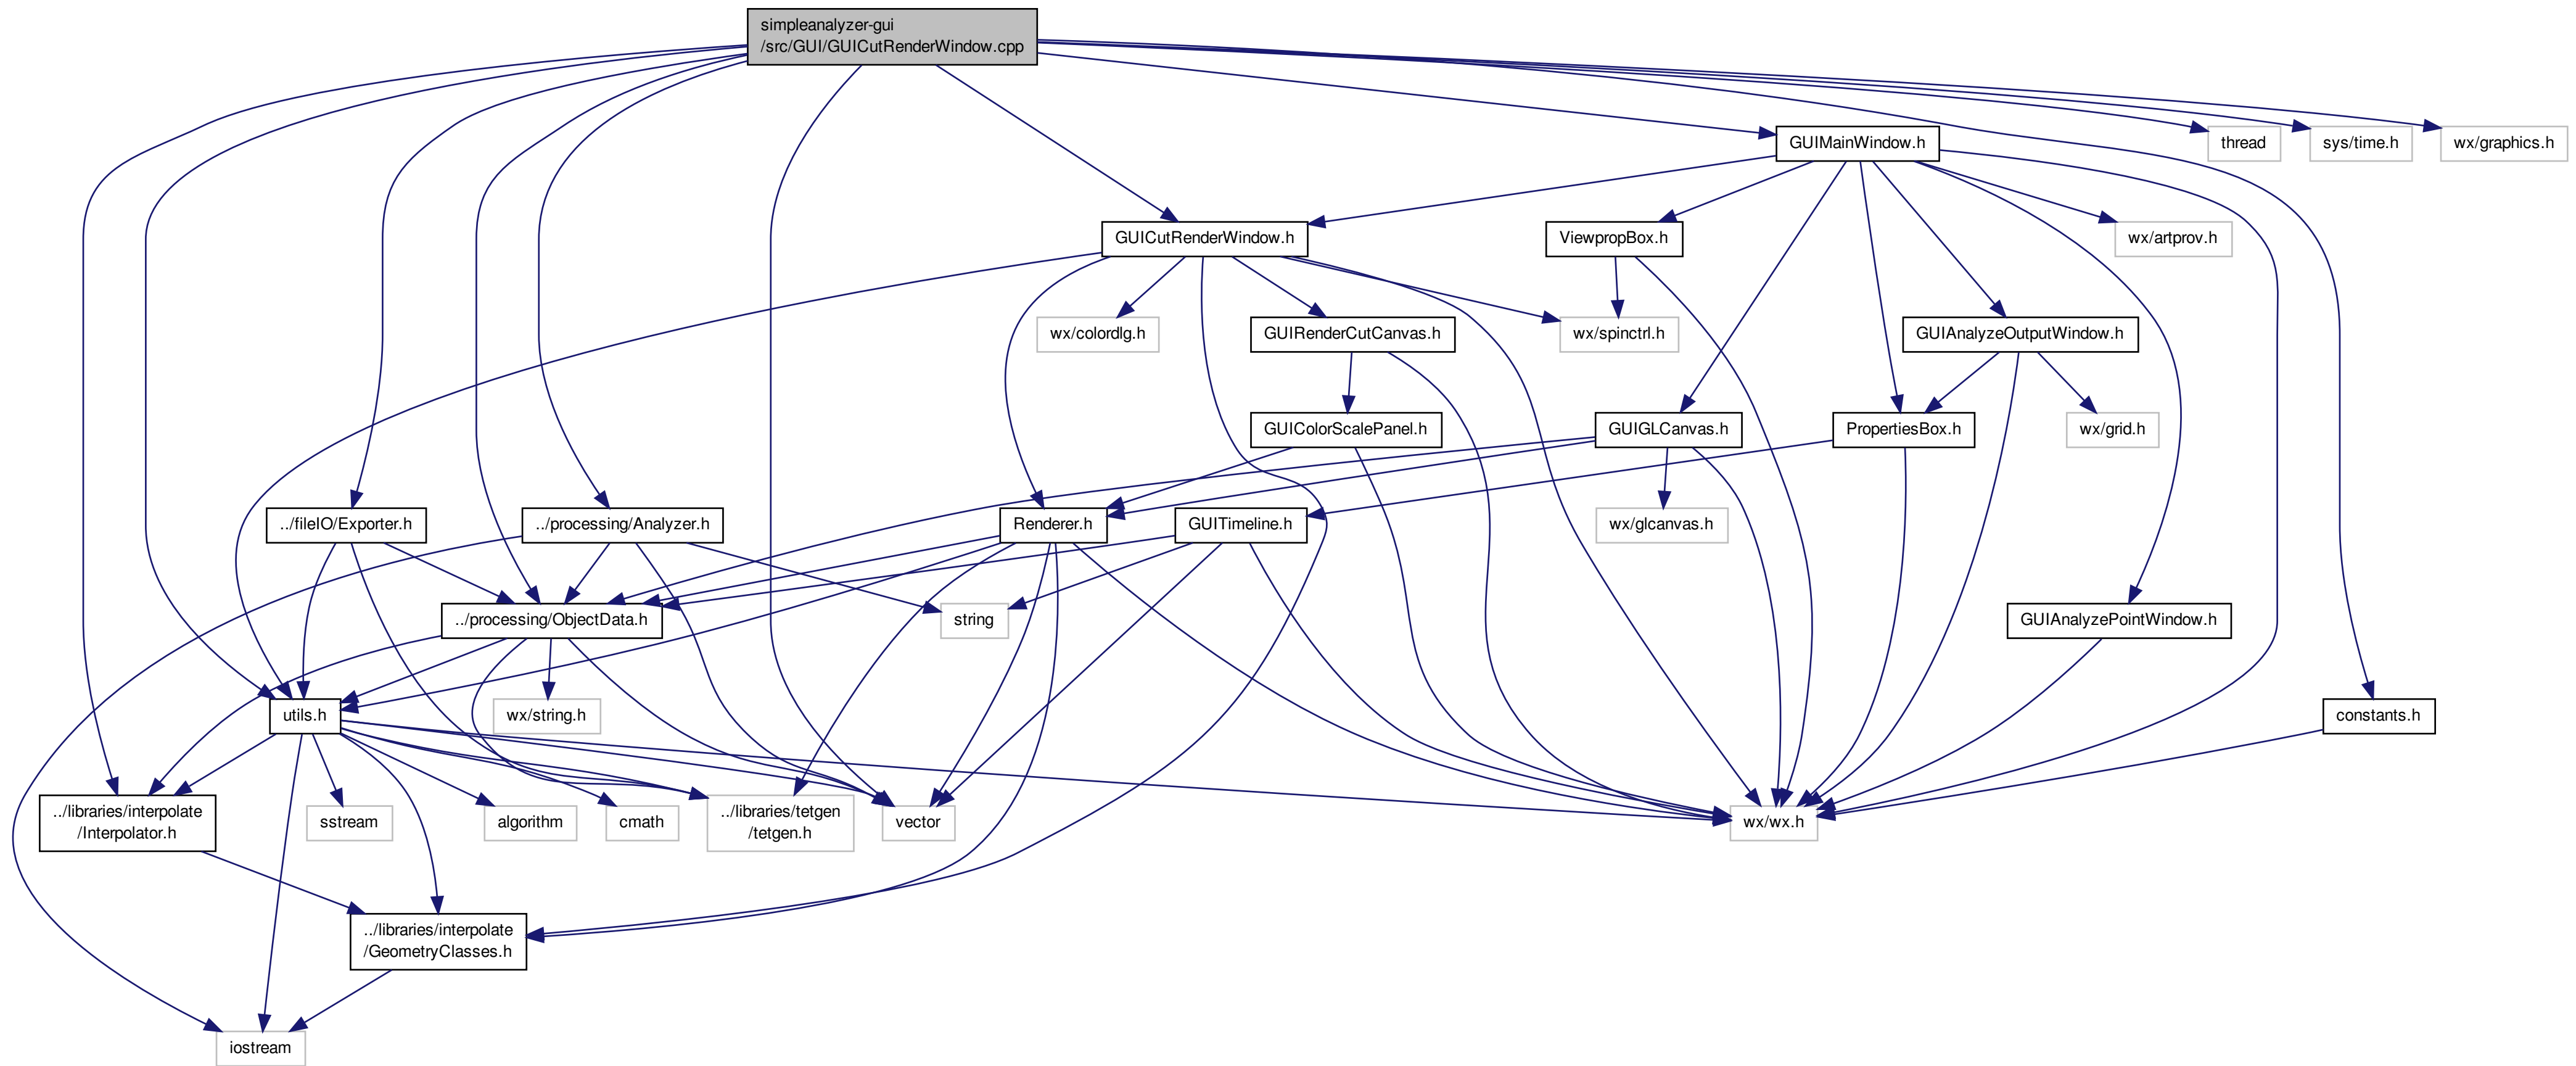 simpleanalyzer-gui
/src/GUI/GUICutRenderWindow.cpp
GUIMainWindow.h
thread
sys/time.h
wx/graphics.h
GUICutRenderWindow.h
ViewpropBox.h
wx/artprov.h
wx/colordlg.h
GUIRenderCutCanvas.h
wx/spinctrl.h
GUIAnalyzeOutputWindow.h
GUIColorScalePanel.h
GUIGLCanvas.h
PropertiesBox.h
wx/grid.h
../fileIO/Exporter.h
../processing/Analyzer.h
Renderer.h
GUITimeline.h
wx/glcanvas.h
../processing/ObjectData.h
string
GUIAnalyzePointWindow.h
utils.h
wx/string.h
constants.h
../libraries/interpolate
/Interpolator.h
sstream
algorithm
cmath
../libraries/tetgen
/tetgen.h
vector
wx/wx.h
../libraries/interpolate
/GeometryClasses.h
iostream